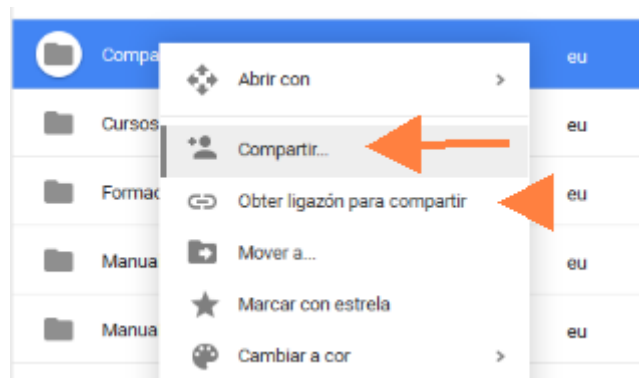 Compa
eu
Abrir con
Cursos
eu
Compartir...
Formac
Obter ligazón para compartir
eu
Mover a...
Manua
eu
Marcar con estrela
Manua
eu
Cambiar a cor